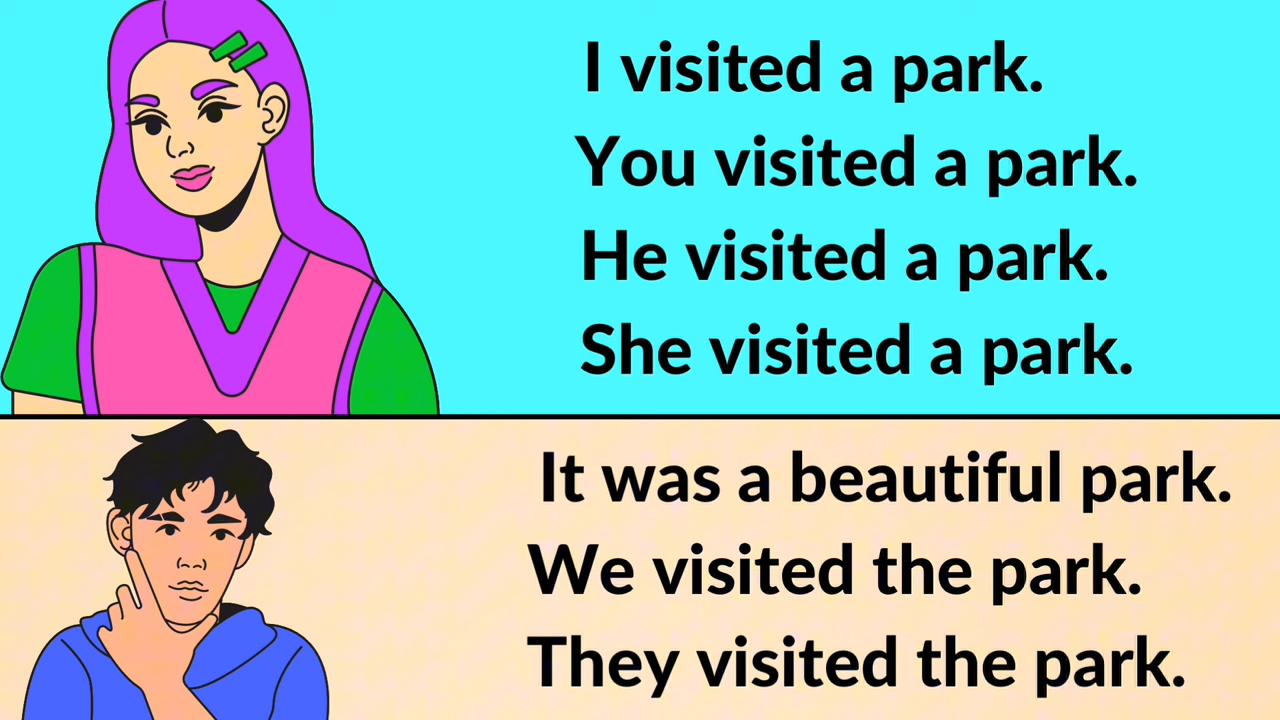 I visited a park.
You visited a park.
He visited a park.
She visited a park.
It was a beautiful park.
We visited the park.
They visited the park.